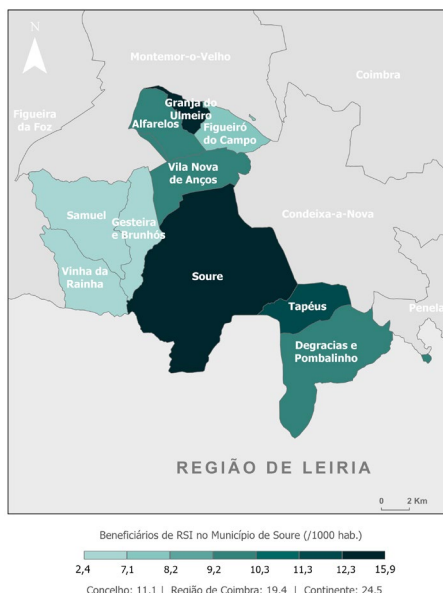 N
Montemor-o-Velho
Coimbra
Figueira
da Foz
Granja do
Ulmeiro
Alfarelos
Figueiró
do Campo
Vila Nova
de Anços
Samuel
Gesteira
e Brunhós
Condeixa-a-Nova
Vinha da
Rainha
Soure
Tapéus
Penela
Degracias e
Pombalinho
REGIÃO DE LEIRIA
0 2 Km
Beneficiários de RSI no Município de Soure (/1000 hab.)
2,4 7,1 8,2 9,2 10,3 11,3 12,3 15,9
Concelho: 11,1 | Região de Coimbra: 19,4 | Continente: 24,5